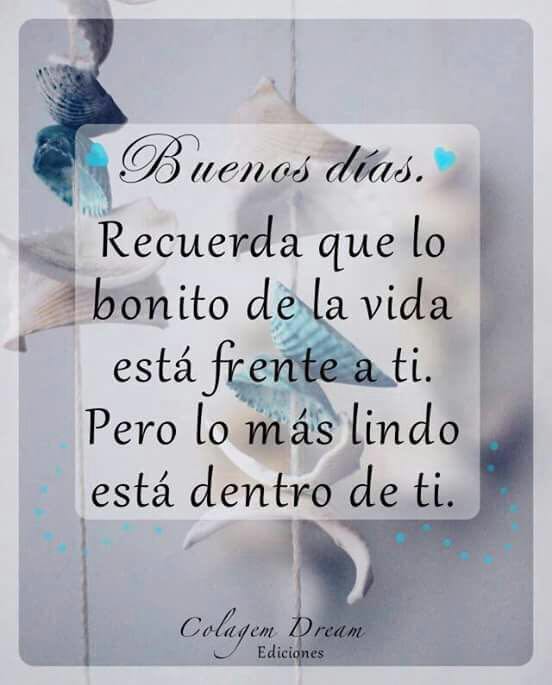 Buenos días.
Recuerda que lo
bonito de la vida
está frente a ti.
Pero lo más lindo
está dentro de ti.
Colagem Dream
Ediciones